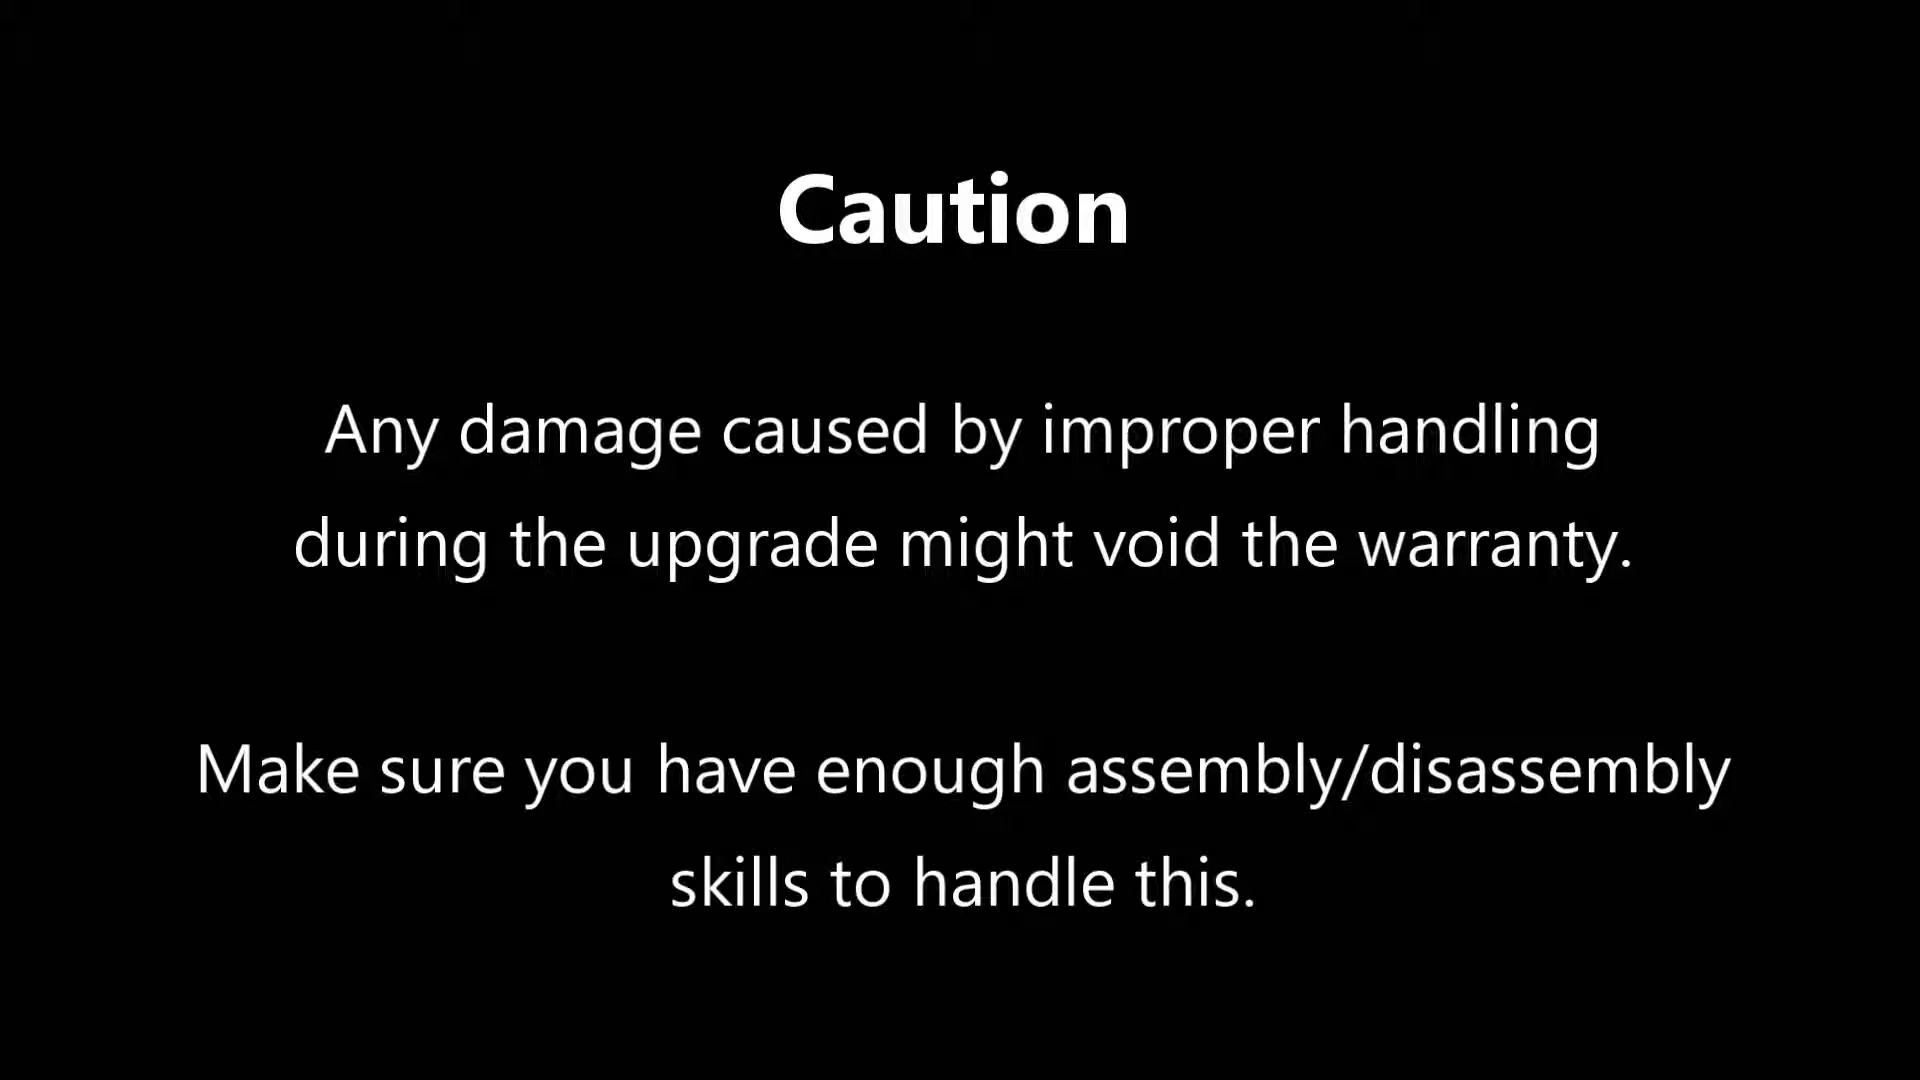 Caution
Any damage caused by improper handling
during the upgrade might void the warranty.
Make sure you have enough assembly/disassembly
skills to handle this.